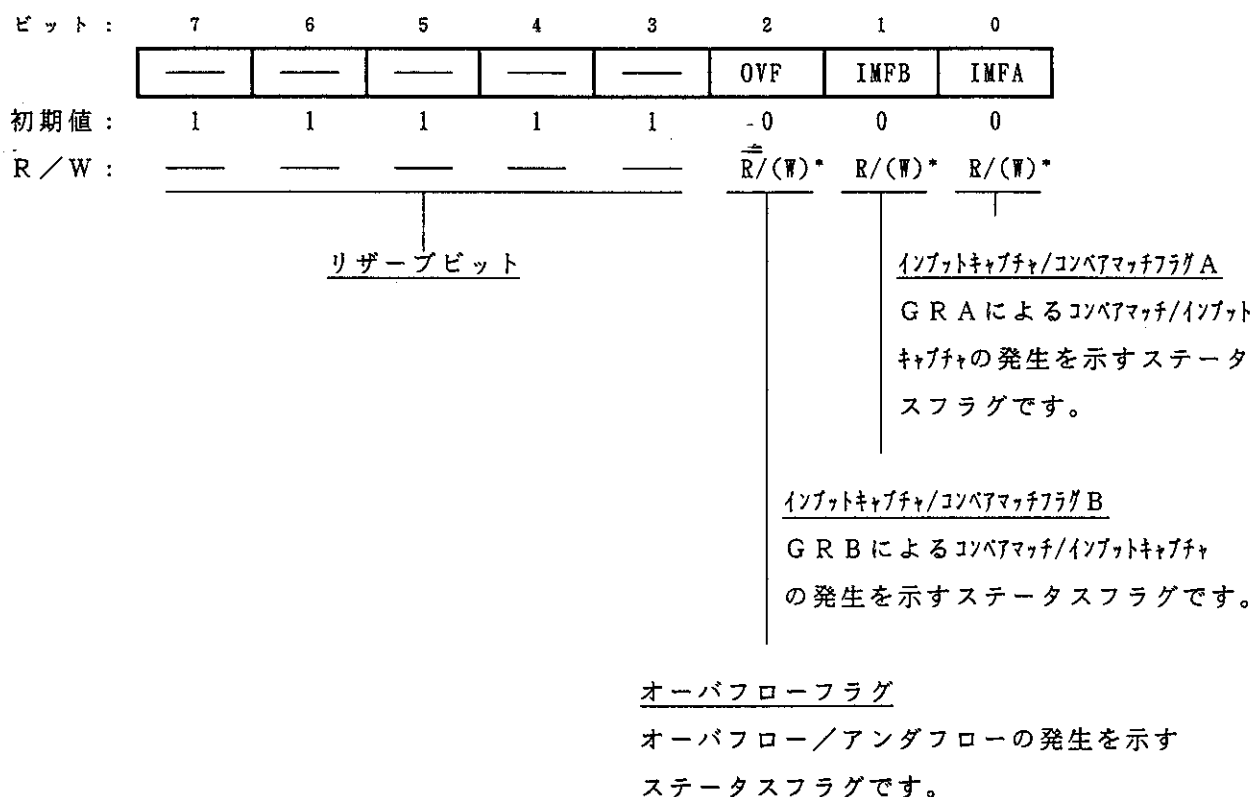 ビット： 7 6 5 4 3 2 1 0
― ― ― ― ― OVF IMFB IMFA
初期値： 1 1 1 1 1 0 0 0
R／W： ― ― ― ― ― R/(W)* R/(W)* R/(W)*
リザーブビット
インプットキャプチャ/コンペアマッチフラグA
GRAによるコンペアマッチ/インプット
キャプチャの発生を示すステータ
スフラグです。
インプットキャプチャ/コンペアマッチフラグB
GRBによるコンペアマッチ/インプットキャプチャ
の発生を示すステータスフラグです。
オーバフローフラグ
オーバフロー／アンダフローの発生を示す
ステータスフラグです。